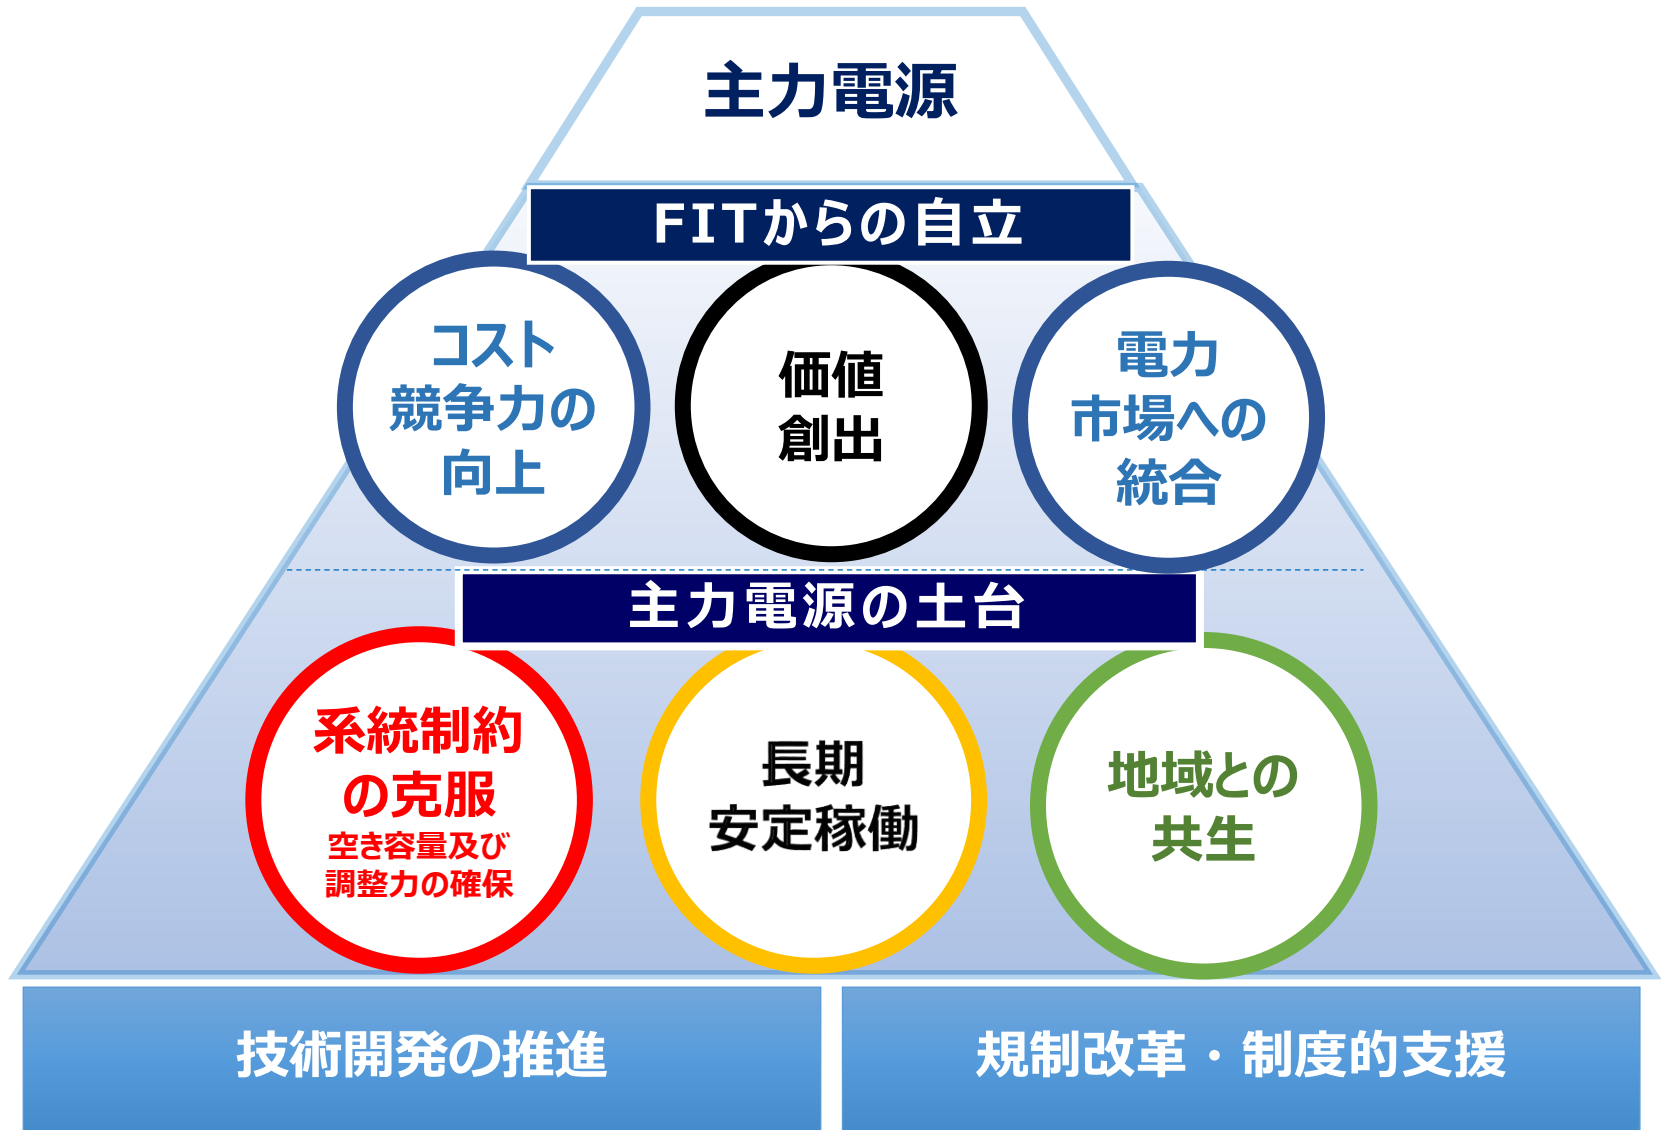 主力電源
FITからの自立
コスト
競争力の
向上
価値
創出
電力
市場への
統合
主力電源の土台
系統制約
の克服
空き容量及び
調整力の確保
長期
安定稼働
地域との
共生
技術開発の推進
規制改革・制度的支援